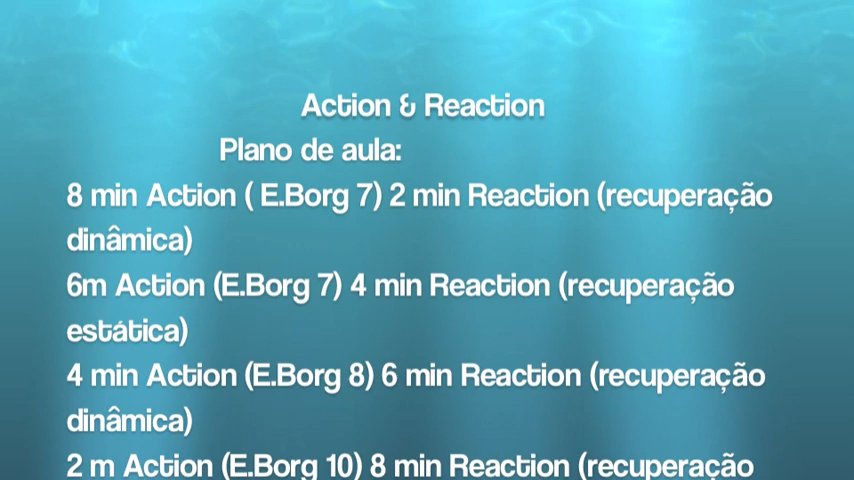 Action & Reaction
Plano de aula:
8 min Action ( E.Borg 7) 2 min Reaction (recuperação
dinâmica)
6m Action (E.Borg 7) 4 min Reaction (recuperação
estática)
4 min Action (E.Borg 8) 6 min Reaction (recuperação
dinâmica)
2 m Action (E.Borg 10) 8 min Reaction (recuperação